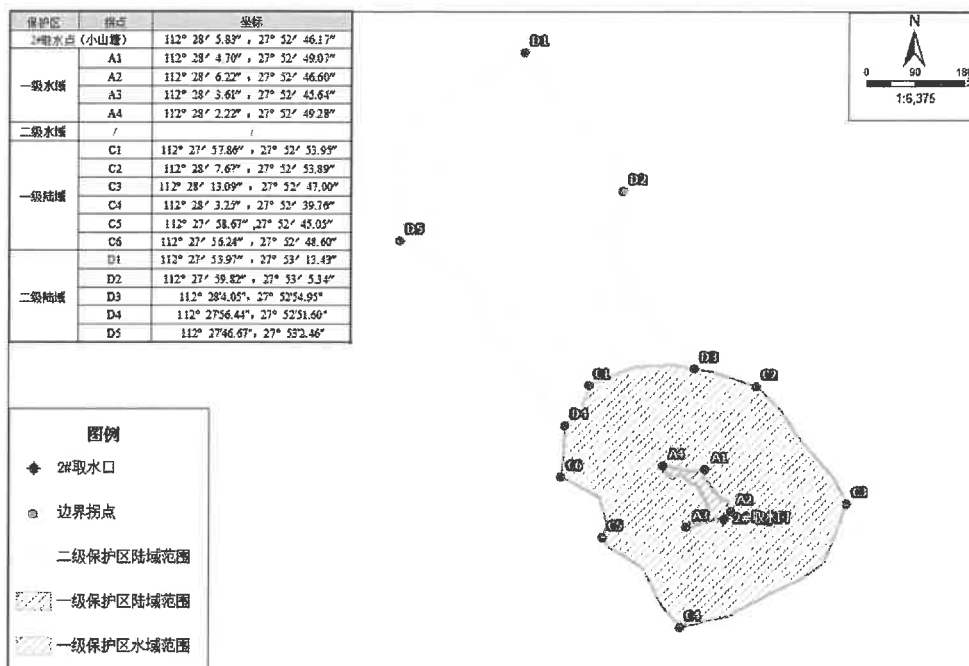 保护区 拐点 坐标
2#取水点（小山塘） 112° 28′ 5.83″，27° 52′ 46.17″
一级水域 A1 112° 28′ 4.70″，27° 52′ 49.07″
A2 112° 28′ 6.22″，27° 52′ 46.60″
A3 112° 28′ 3.61″，27° 52′ 45.64″
A4 112° 28′ 2.22″，27° 52′ 49.28″
二级水域 / /
一级陆域 C1 112° 27′ 57.86″，27° 52′ 53.95″
C2 112° 28′ 7.67″，27° 52′ 53.89″
C3 112° 28′ 13.09″，27° 52′ 47.00″
C4 112° 28′ 3.25″，27° 52′ 39.76″
C5 112° 27′ 58.67″,27° 52′ 45.05″
C6 112° 27′ 56.24″，27° 52′ 48.60″
二级陆域 D1 112° 27′ 53.97″，27° 53′ 13.43″
D2 112° 27′ 59.82″，27° 53′ 5.34″
D3 112° 28'4.05"，27° 52'54.95"
D4 112° 27'56.44"，27° 52'51.60"
D5 112° 27'46.67"，27° 53'2.46"
N
0 90 180
1:6,375
D1
D2
D5
D3
C1
C2
D4
A4
A1
C6
A2
C3
A3
2#取水口
C5
C4
图例
2#取水口
边界拐点
二级保护区陆域范围
一级保护区陆域范围
一级保护区水域范围